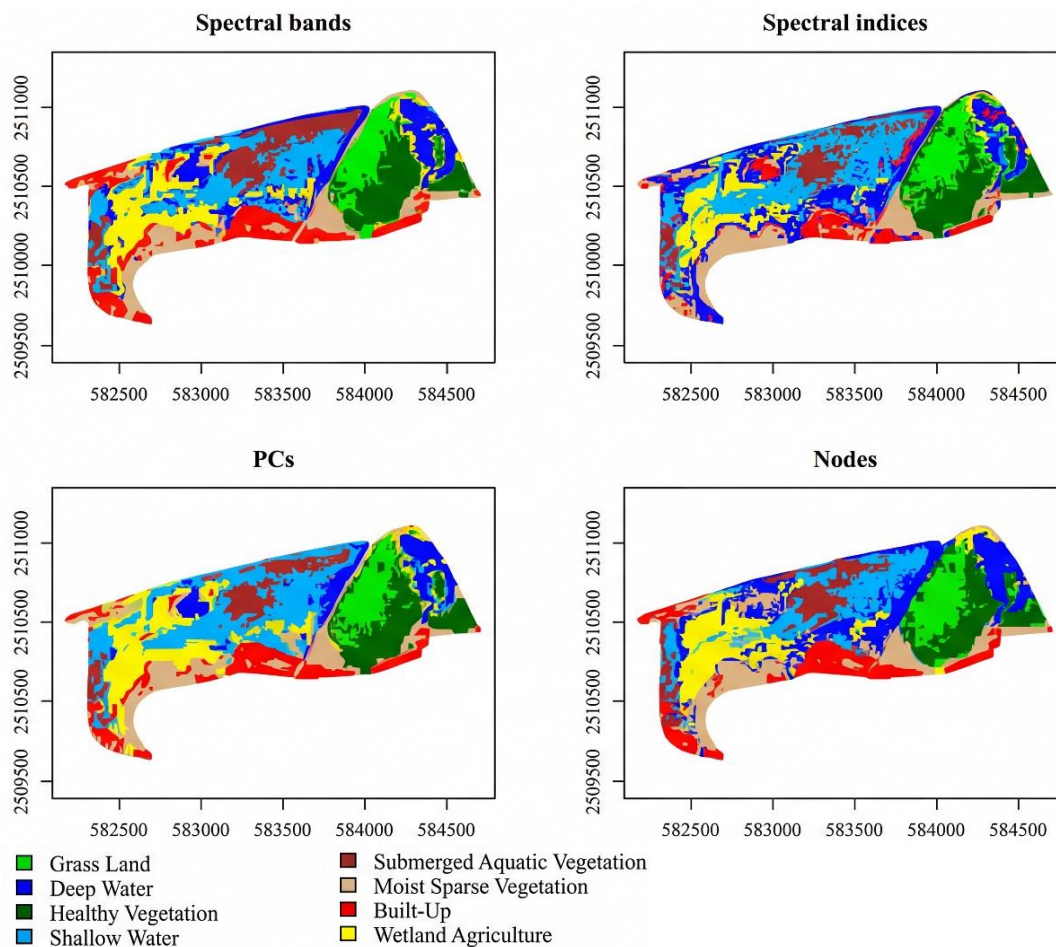 Spectral bands
Spectral indices
2511000
2510500
2510000
2509500
582500 583000 583500 584000 584500
2511000
2510500
2510000
2509500
582500 583000 583500 584000 584500
PCs
Nodes
2511000
2510500
2510500
2509500
582500 583000 583500 584000 584500
2511000
2510500
2510500
2509500
582500 583000 583500 584000 584500
Grass Land
Deep Water
Healthy Vegetation
Shallow Water
Submerged Aquatic Vegetation
Moist Sparse Vegetation
Built-Up
Wetland Agriculture